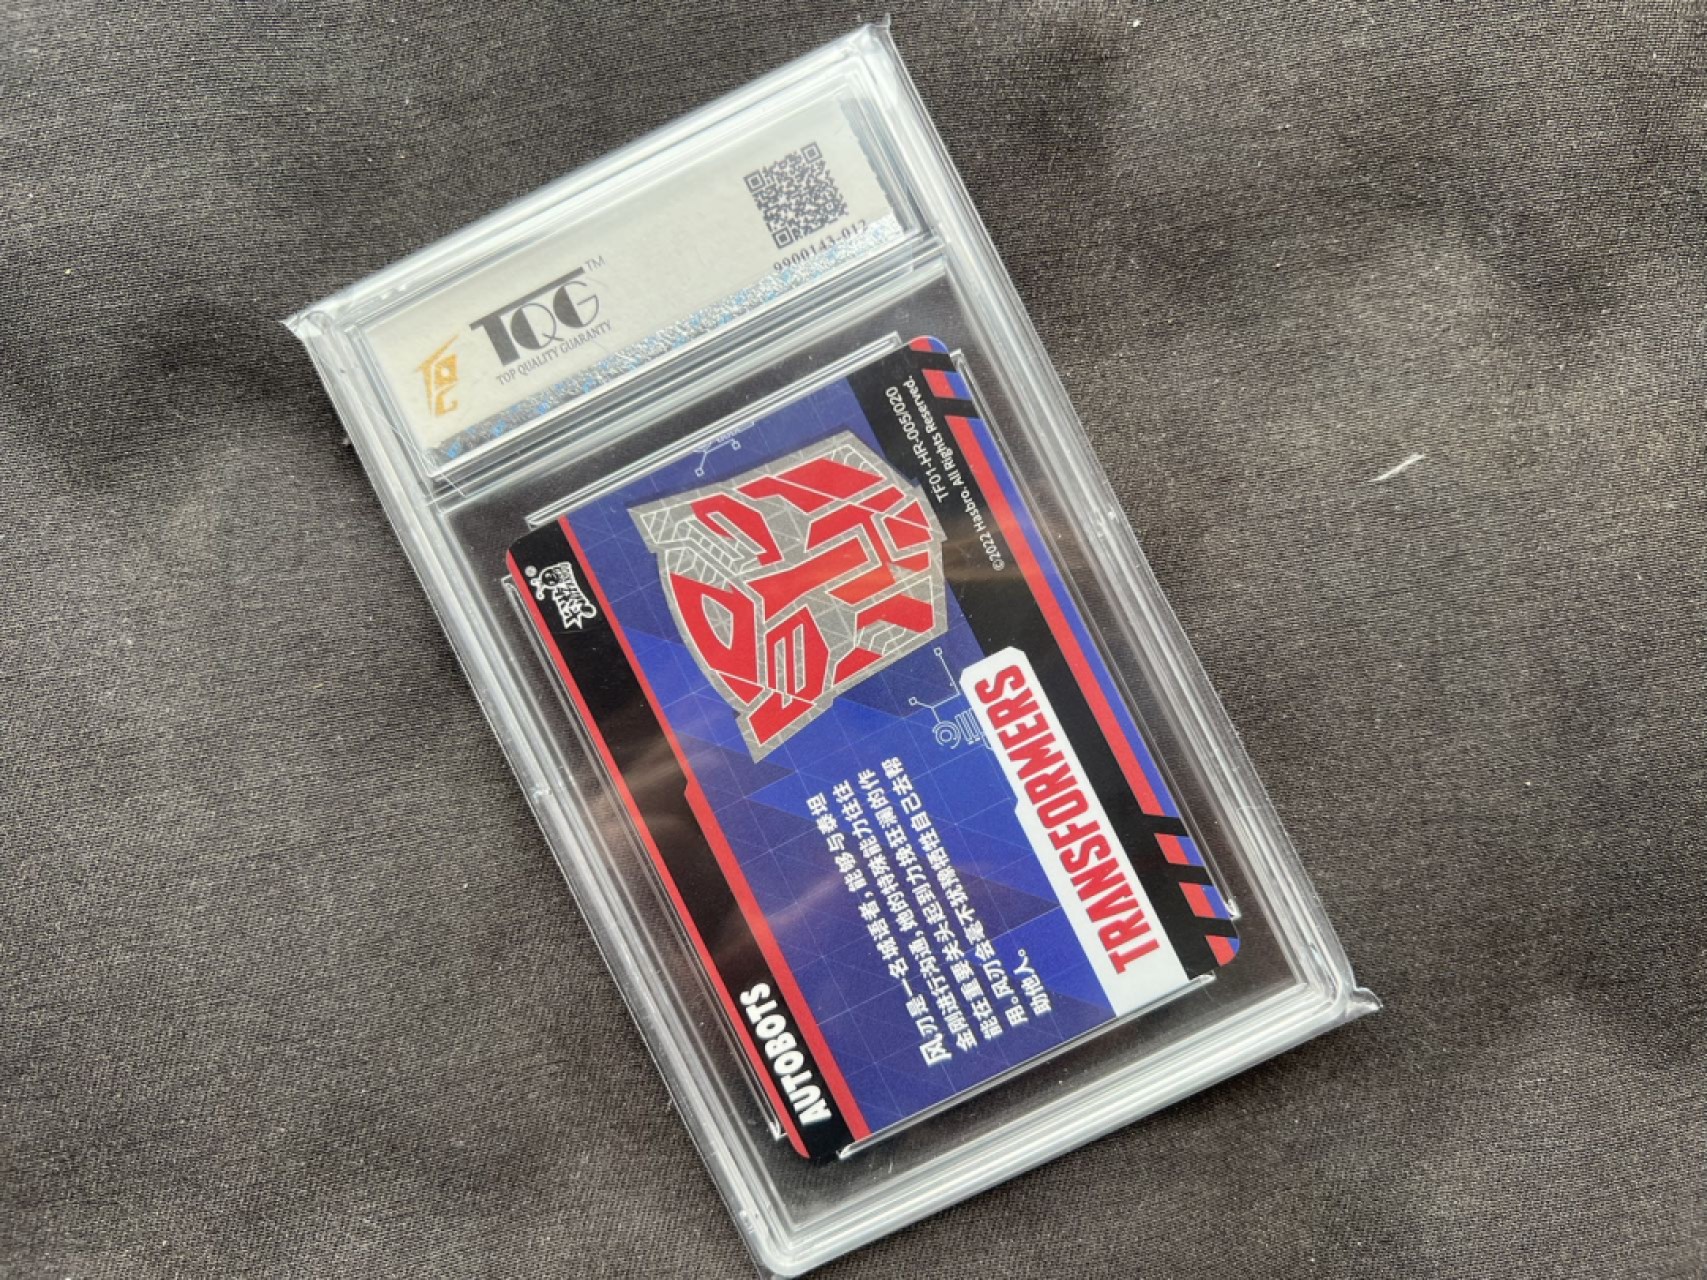 TQG™
TOP QUALITY GUARANTY
9900143-012
AUTOBOTS
风刃是一名城语者，能够与泰坦
金刚进行沟通，她的特殊能力往往
能在重要关头起到力挽狂澜的作
用。风刃会毫不犹豫牺牲自己去帮
助他人。
TRANSFORMERS
TF01-HR-005/020
©2022 Hasbro. All Rights Reserved.